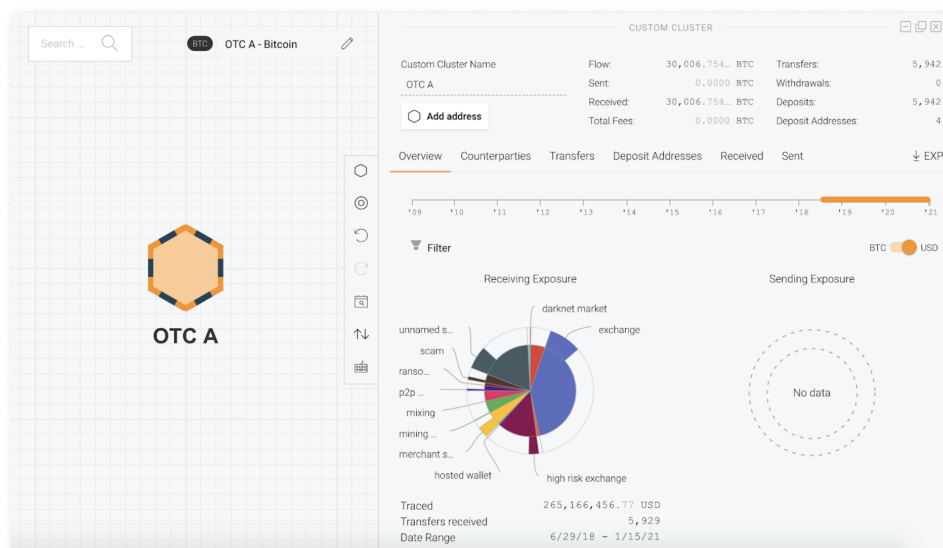 CUSTOM CLUSTER
Search ...
BTC OTC A - Bitcoin
Custom Cluster Name
OTC A
Add address
Flow: 30,006.754… BTC
Sent: 0.0000 BTC
Received: 30,006.754… BTC
Total Fees: 0.0000 BTC
Transfers: 5,942
Withdrawals: 0
Deposits: 5,942
Deposit Addresses: 4
Overview Counterparties Transfers Deposit Addresses Received Sent EXP
'09 '10 '11 '12 '13 '14 '15 '16 '17 '18 '19 '20 '21
Filter
BTC USD
Receiving Exposure
darknet market
exchange
unnamed s...
scam
ranso...
p2p ...
mixing
mining ...
merchant s...
hosted wallet
high risk exchange
Sending Exposure
No data
OTC A
Traced 265,166,456.77 USD
Transfers received 5,929
Date Range 6/29/18 – 1/15/21